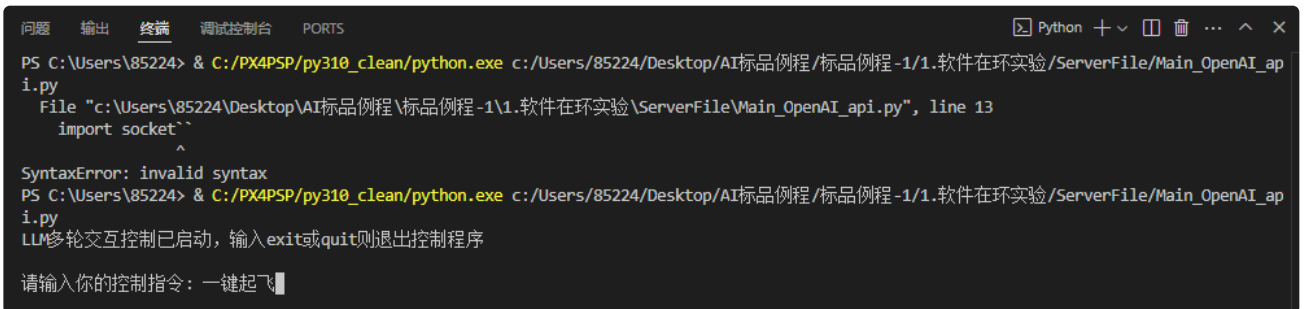 问题 输出 终端 调试控制台 PORTS Python
PS C:\Users\85224> & C:/PX4PSP/py310_clean/python.exe c:/Users/85224/Desktop/AI标品例程/标品例程-1/1.软件在环实验/ServerFile/Main_OpenAI_ap
i.py
  File "c:\Users\85224\Desktop\AI标品例程\标品例程-1\1.软件在环实验\ServerFile\Main_OpenAI_api.py", line 13
    import socket``
                 ^
SyntaxError: invalid syntax
PS C:\Users\85224> & C:/PX4PSP/py310_clean/python.exe c:/Users/85224/Desktop/AI标品例程/标品例程-1/1.软件在环实验/ServerFile/Main_OpenAI_ap
i.py
LLM多轮交互控制已启动，输入exit或quit则退出控制程序
请输入你的控制指令: 一键起飞